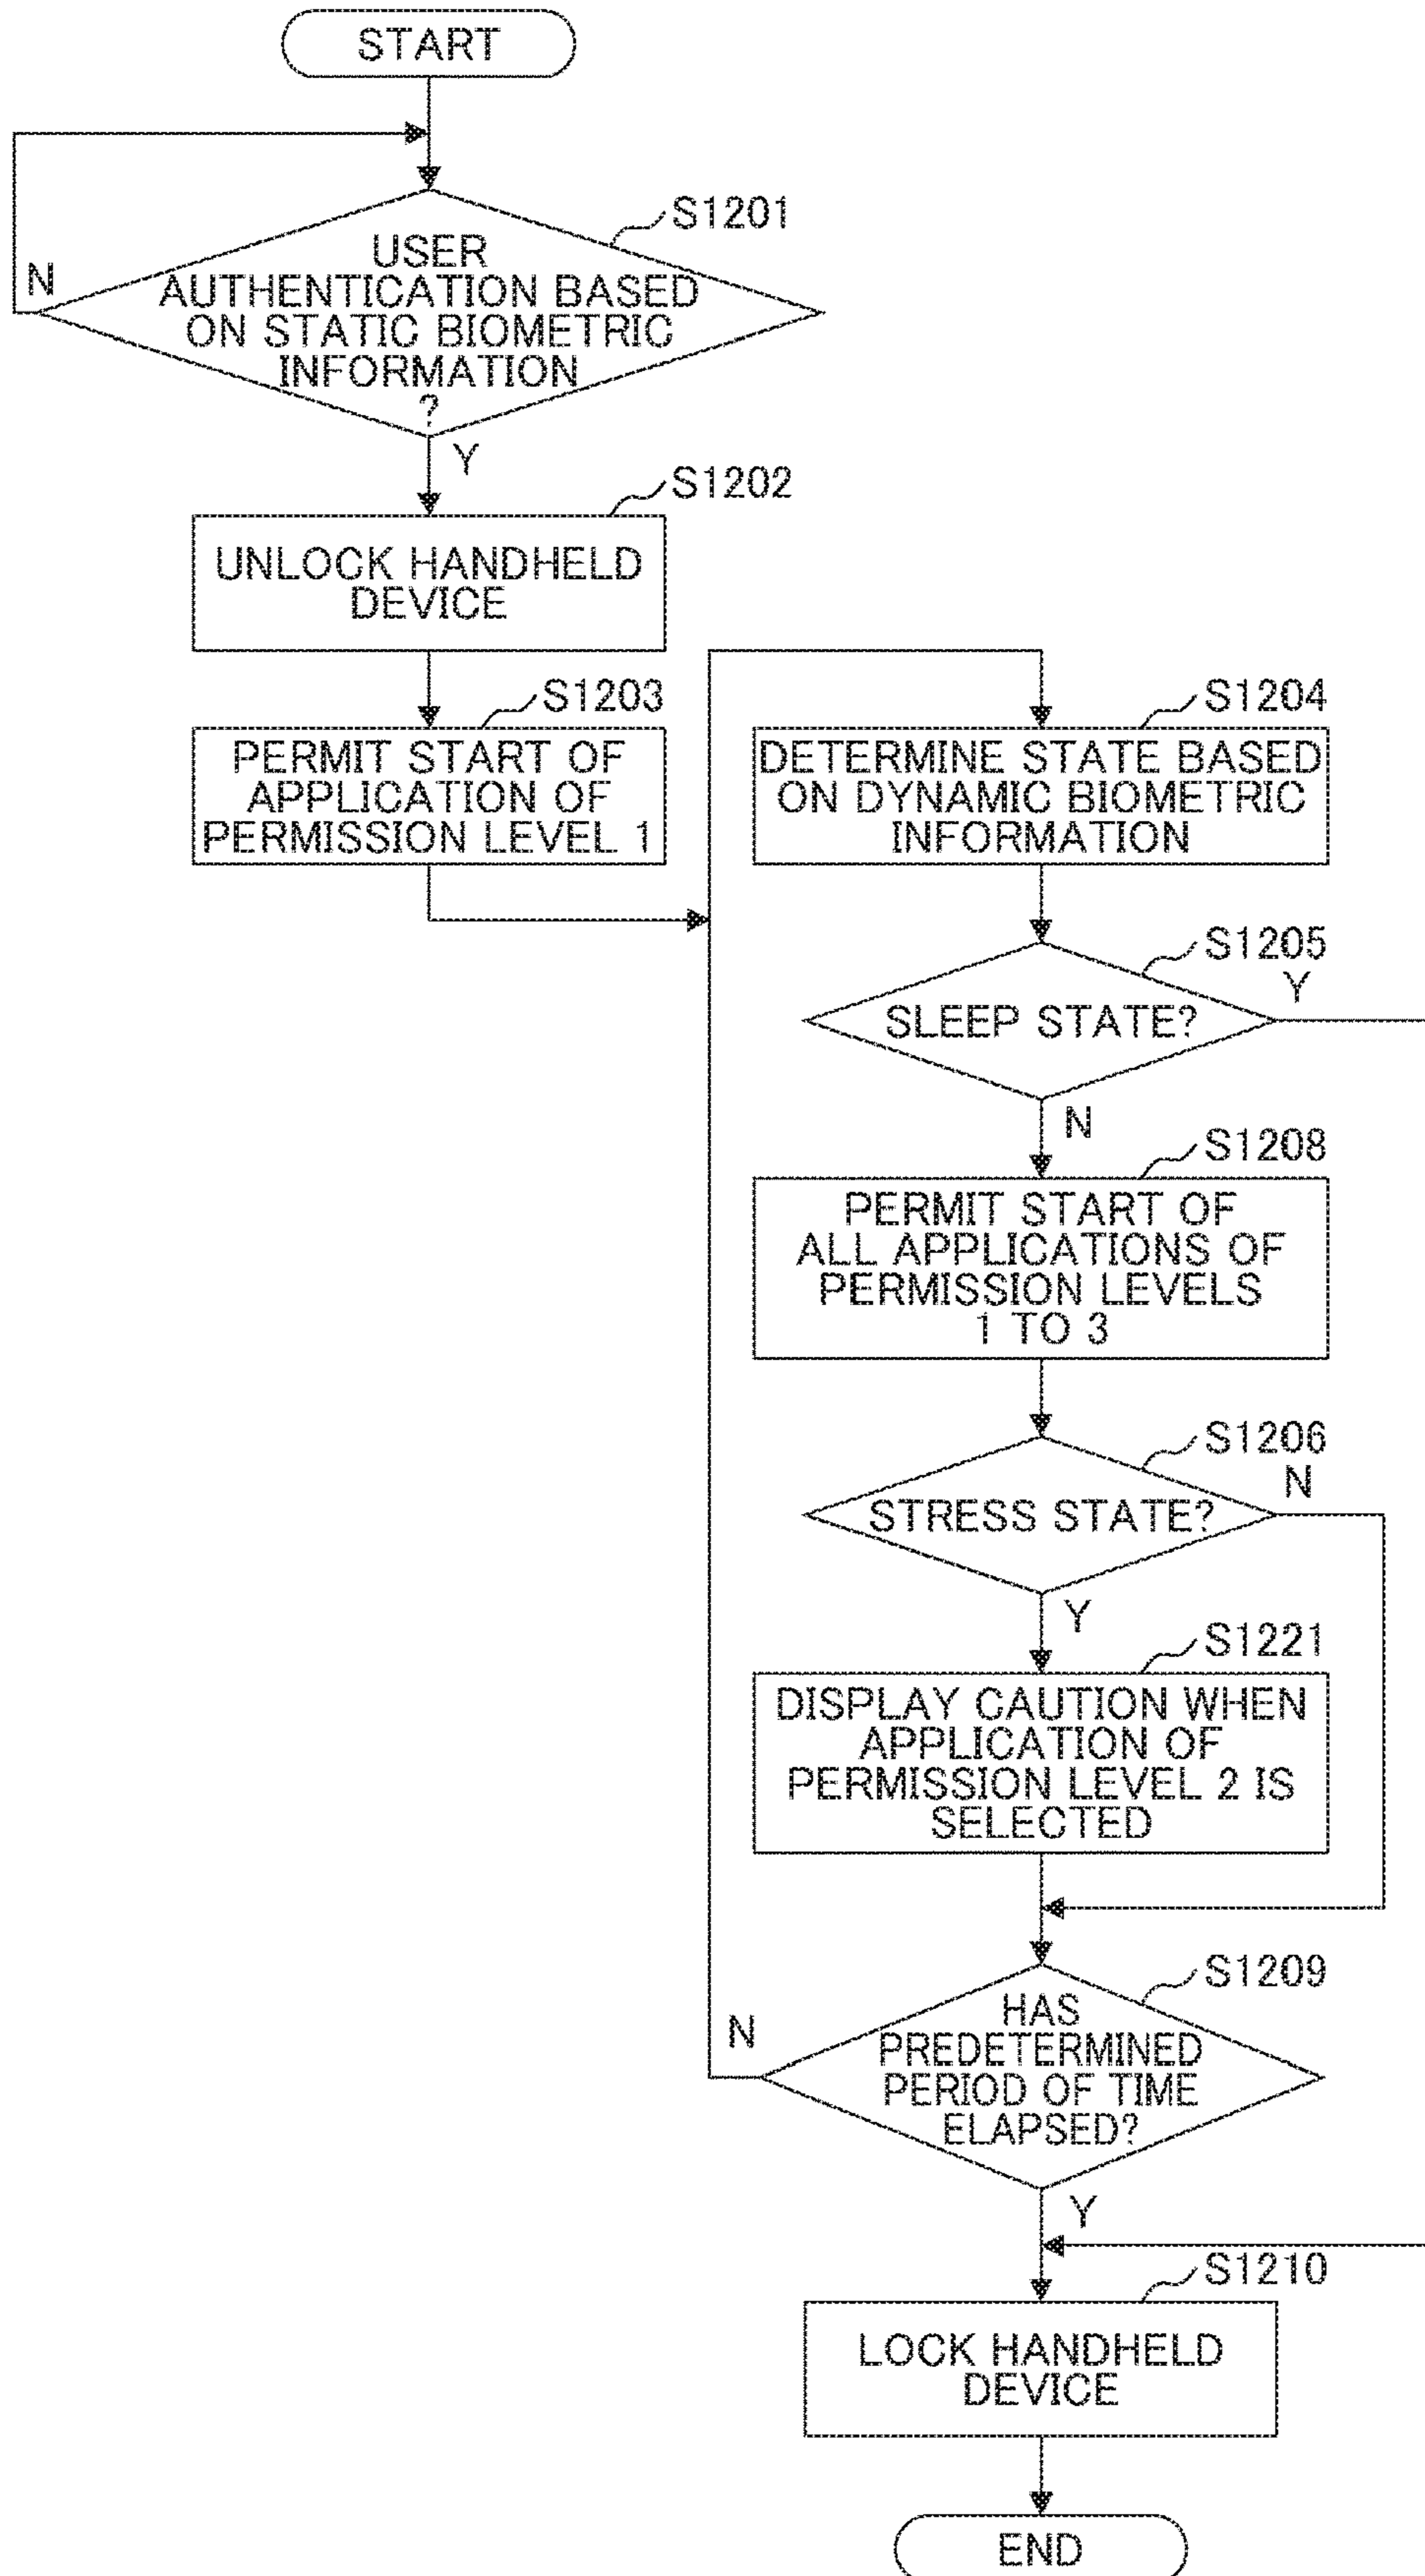 START
S1201
USER
AUTHENTICATION BASED
ON STATIC BIOMETRIC
INFORMATION
?
N
Y
S1202
UNLOCK HANDHELD
DEVICE
S1203
PERMIT START OF
APPLICATION OF
PERMISSION LEVEL 1
S1204
DETERMINE STATE BASED
ON DYNAMIC BIOMETRIC
INFORMATION
S1205
SLEEP STATE?
Y
N
S1208
PERMIT START OF
ALL APPLICATIONS OF
PERMISSION LEVELS
1 TO 3
S1206
STRESS STATE?
N
Y
S1221
DISPLAY CAUTION WHEN
APPLICATION OF
PERMISSION LEVEL 2 IS
SELECTED
S1209
HAS
PREDETERMINED
PERIOD OF TIME
ELAPSED?
N
Y
S1210
LOCK HANDHELD
DEVICE
END